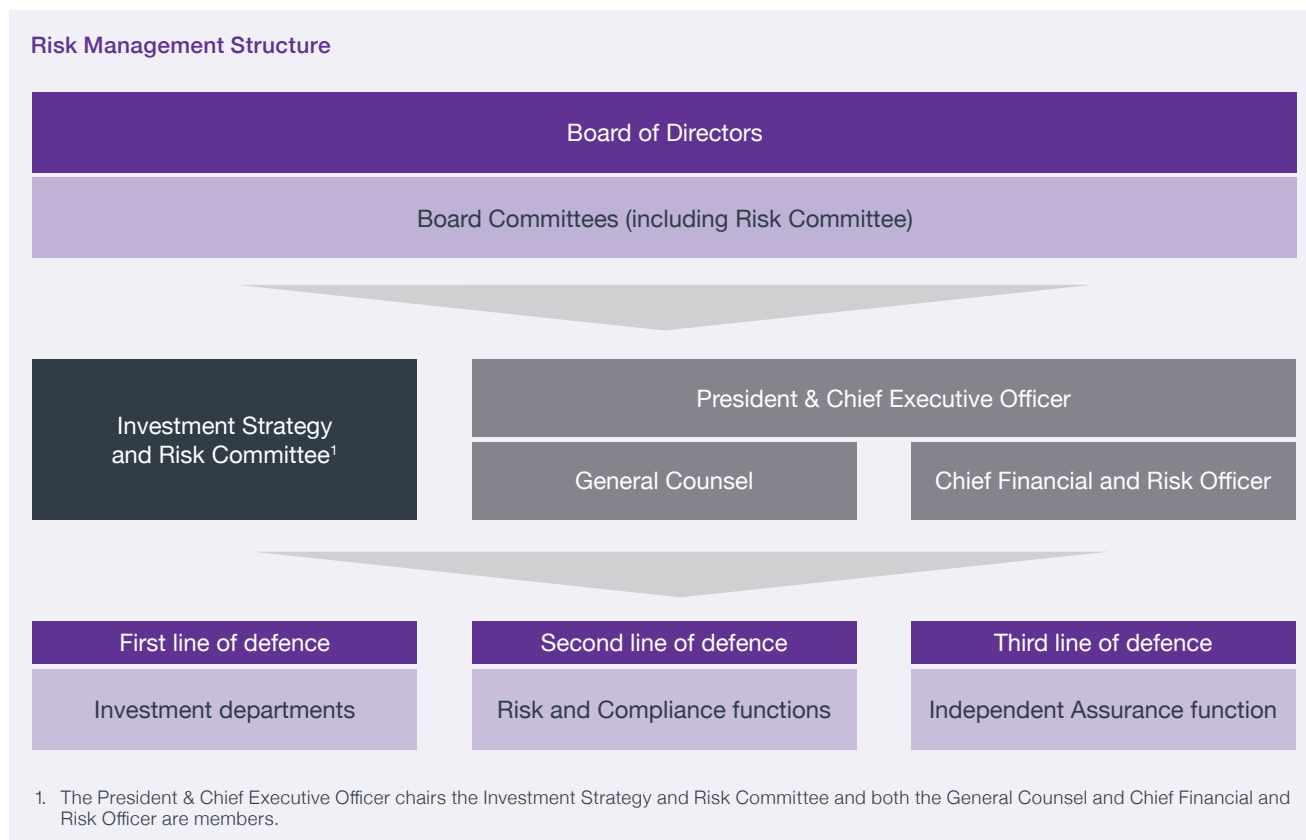 Risk Management Structure
Board of Directors
Board Committees (including Risk Committee)
Investment Strategy
and Risk Committee1
President & Chief Executive Officer
General Counsel
Chief Financial and Risk Officer
First line of defence
Second line of defence
Third line of defence
Investment departments
Risk and Compliance functions
Independent Assurance function
1. The President & Chief Executive Officer chairs the Investment Strategy and Risk Committee and both the General Counsel and Chief Financial and
Risk Officer are members.